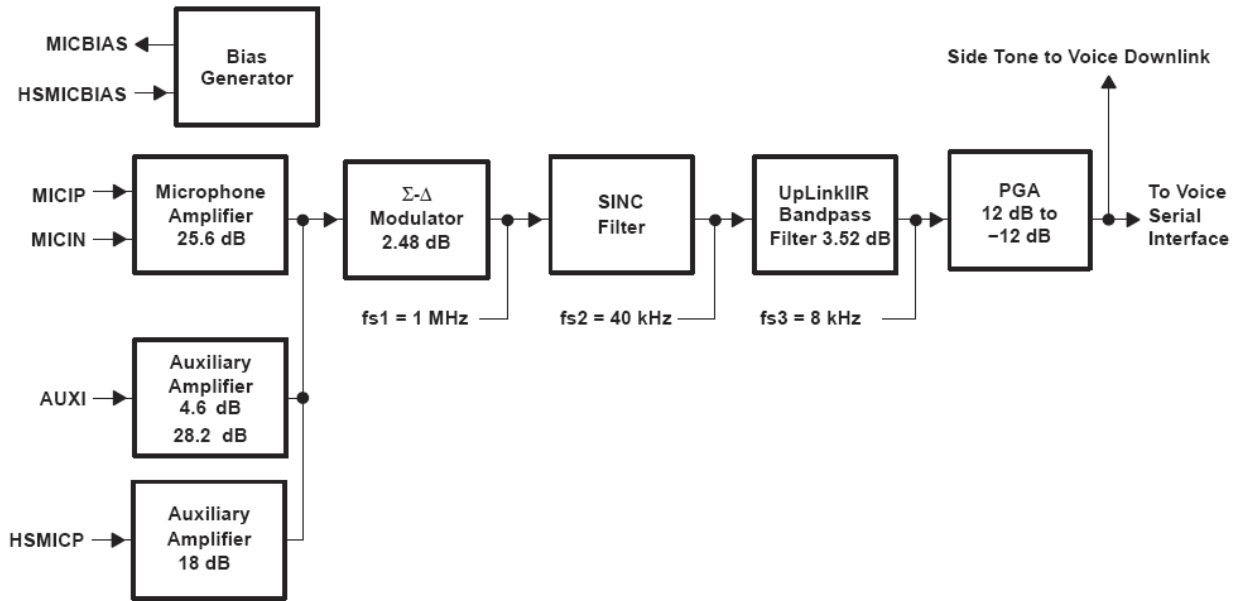 MICBIAS
HSMICBIAS
Bias
Generator
Side Tone to Voice Downlink
MICIP
MICIN
Microphone
Amplifier
25.6 dB
Σ-Δ
Modulator
2.48 dB
SINC
Filter
UpLinkIIR
Bandpass
Filter 3.52 dB
PGA
12 dB to
−12 dB
To Voice
Serial
Interface
fs1 = 1 MHz
fs2 = 40 kHz
fs3 = 8 kHz
AUXI
Auxiliary
Amplifier
4.6 dB
28.2 dB
HSMICP
Auxiliary
Amplifier
18 dB